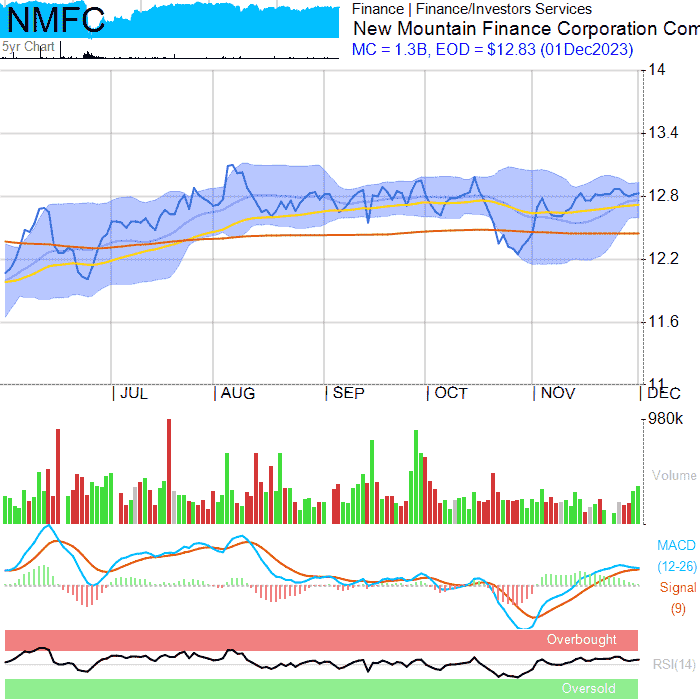 NMFC
5yr Chart
Finance | Finance/Investors Services
New Mountain Finance Corporation Com
MC = 1.3B, EOD = $12.83 (01Dec2023)
14
13.4
12.8
12.2
11.6
11
JUL AUG SEP OCT NOV DEC
980k
Volume
MACD
(12-26)
Signal
(9)
Overbought
RSI(14)
Oversold